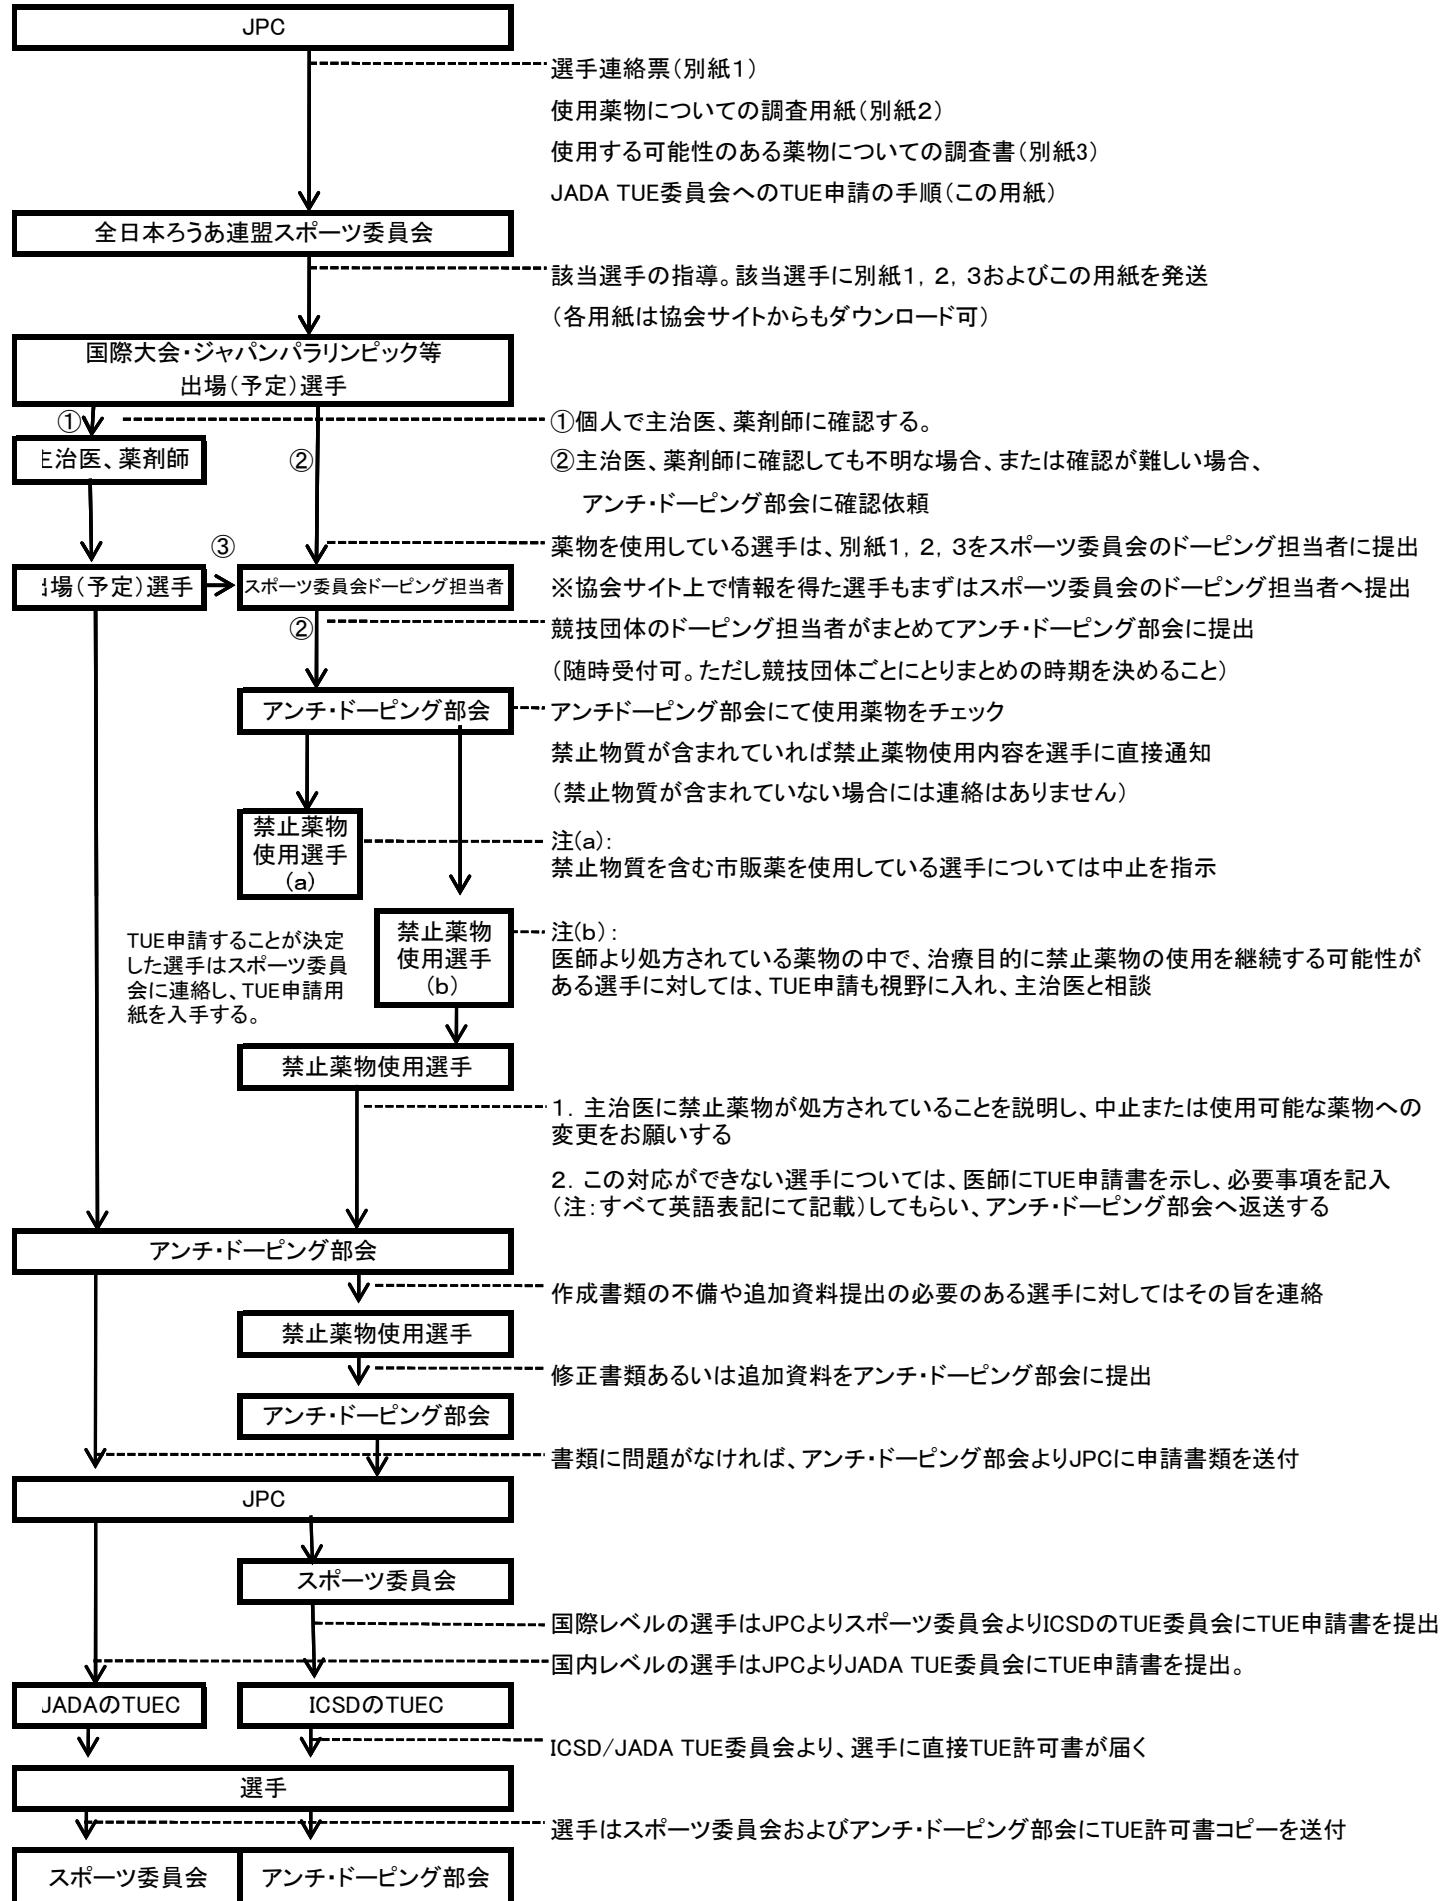 JPC
選手連絡票(別紙1)
使用薬物についての調査用紙(別紙2)
使用する可能性のある薬物についての調査書(別紙3)
JADA TUE委員会へのTUE申請の手順(この用紙)
全日本ろうあ連盟スポーツ委員会
該当選手の指導。該当選手に別紙1,2,3およびこの用紙を発送
(各用紙は協会サイトからもダウンロード可)
国際大会・ジャパンパラリンピック等
出場(予定)選手
①
①個人で主治医、薬剤師に確認する。
主治医、薬剤師
②
②主治医、薬剤師に確認しても不明な場合、または確認が難しい場合、
アンチ・ドーピング部会に確認依頼
③
薬物を使用している選手は、別紙1,2,3をスポーツ委員会のドーピング担当者に提出
出場(予定)選手
スポーツ委員会ドーピング担当者
※協会サイト上で情報を得た選手もまずはスポーツ委員会のドーピング担当者へ提出
②
競技団体のドーピング担当者がまとめてアンチ・ドーピング部会に提出
(随時受付可。ただし競技団体ごとにとりまとめの時期を決めること)
アンチ・ドーピング部会
アンチドーピング部会にて使用薬物をチェック
禁止物質が含まれていれば禁止薬物使用内容を選手に直接通知
(禁止物質が含まれていない場合には連絡はありません)
禁止薬物
使用選手
(a)
注(a):
禁止物質を含む市販薬を使用している選手については中止を指示
TUE申請することが決定
した選手はスポーツ委員
会に連絡し、TUE申請用
紙を入手する。
禁止薬物
使用選手
(b)
注(b):
医師より処方されている薬物の中で、治療目的に禁止薬物の使用を継続する可能性が
ある選手に対しては、TUE申請も視野に入れ、主治医と相談
禁止薬物使用選手
1. 主治医に禁止薬物が処方されていることを説明し、中止または使用可能な薬物への
変更をお願いする
2. この対応ができない選手については、医師にTUE申請書を示し、必要事項を記入
(注:すべて英語表記にて記載)してもらい、アンチ・ドーピング部会へ返送する
アンチ・ドーピング部会
作成書類の不備や追加資料提出の必要のある選手に対してはその旨を連絡
禁止薬物使用選手
修正書類あるいは追加資料をアンチ・ドーピング部会に提出
アンチ・ドーピング部会
書類に問題がなければ、アンチ・ドーピング部会よりJPCに申請書類を送付
JPC
スポーツ委員会
国際レベルの選手はJPCよりスポーツ委員会よりICSDのTUE委員会にTUE申請書を提出
国内レベルの選手はJPCよりJADA TUE委員会にTUE申請書を提出。
JADAのTUEC
ICSDのTUEC
ICSD/JADA TUE委員会より、選手に直接TUE許可書が届く
選手
選手はスポーツ委員会およびアンチ・ドーピング部会にTUE許可書コピーを送付
スポーツ委員会
アンチ・ドーピング部会